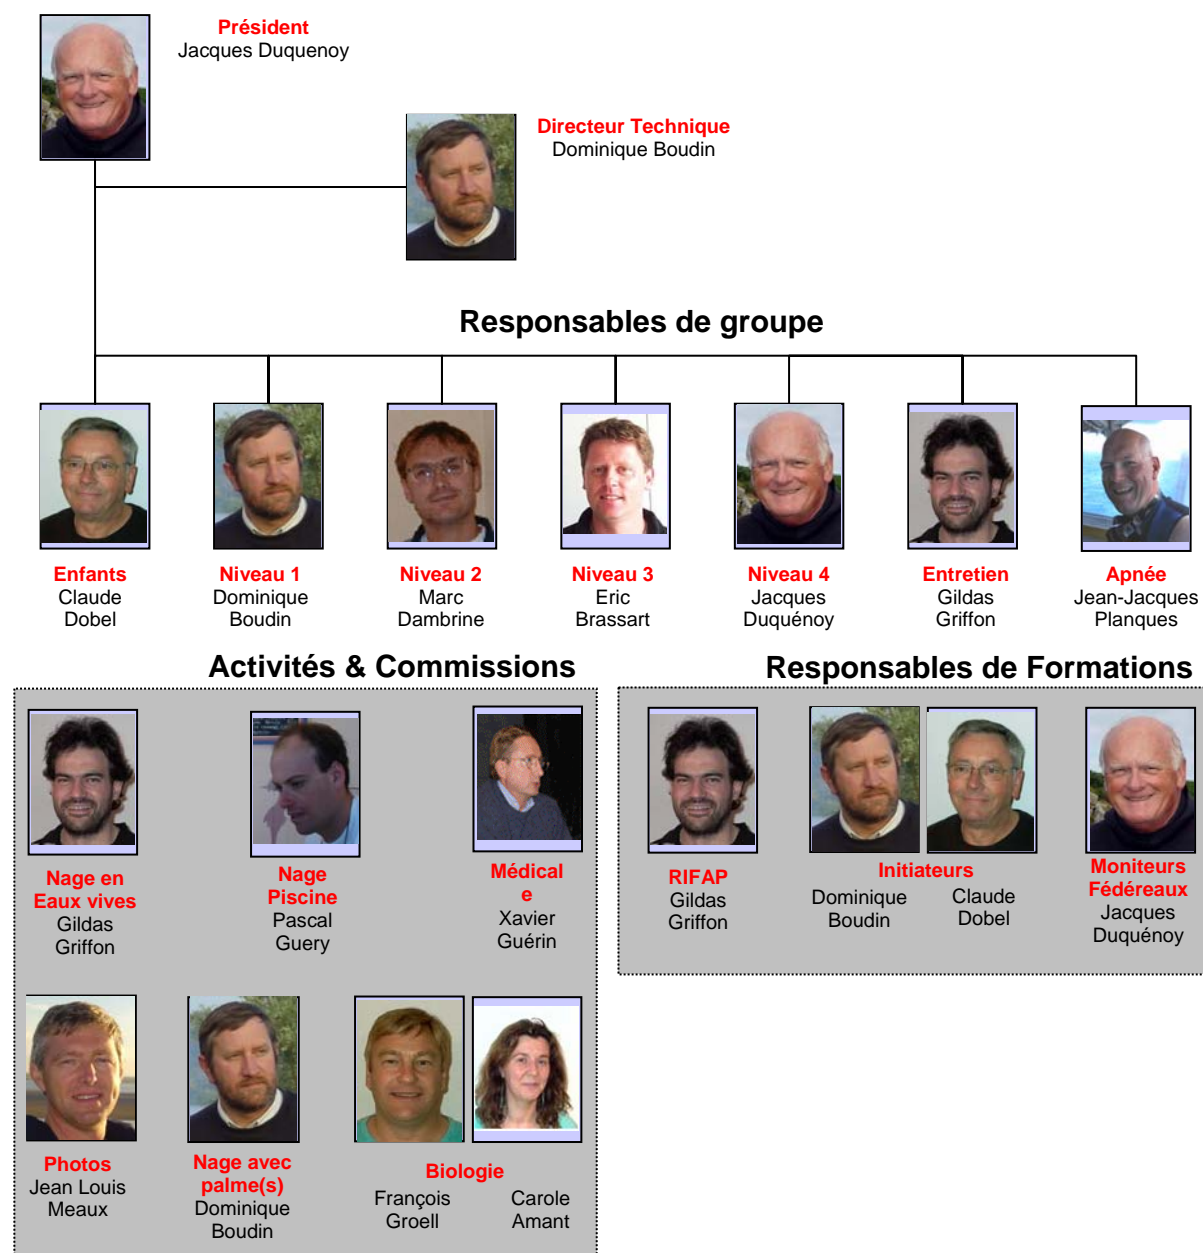 Président
Jacques Duquenoy
Directeur Technique
Dominique Boudin
Responsables de groupe
Enfants
Claude
Dobel
Niveau 1
Dominique
Boudin
Niveau 2
Marc
Dambrine
Niveau 3
Eric
Brassart
Niveau 4
Jacques
Duquénoy
Entretien
Gildas
Griffon
Apnée
Jean-Jacques
Planques
Activités & Commissions
Nage en
Eaux vives
Gildas
Griffon
Nage
Piscine
Pascal
Guery
Médical
e
Xavier
Guérin
Photos
Jean Louis
Meaux
Nage avec
palme(s)
Dominique
Boudin
Biologie
François
Groell
Carole
Amant
Responsables de Formations
RIFAP
Gildas
Griffon
Initiateurs
Dominique
Boudin
Claude
Dobel
Moniteurs
Fédéreaux
Jacques
Duquénoy